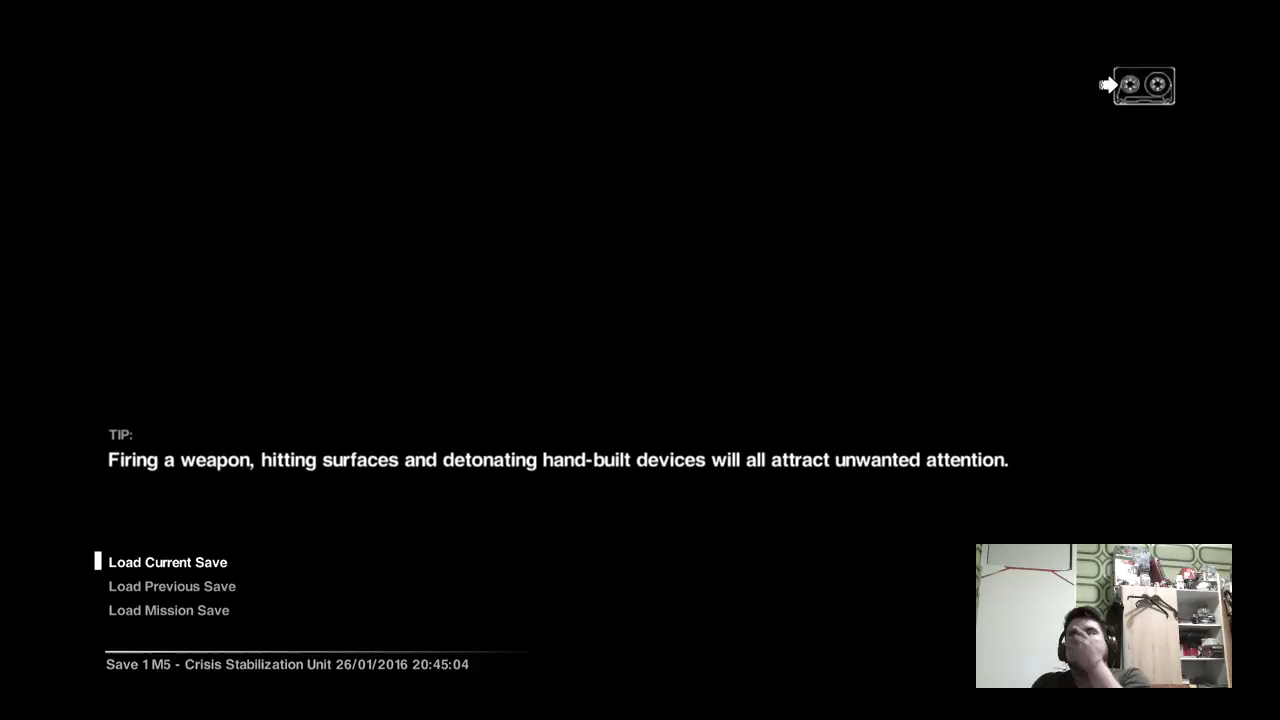 TIP:
Firing a weapon, hitting surfaces and detonating hand-built devices will all attract unwanted attention.
Load Current Save
Load Previous Save
Load Mission Save
Save 1 M5 - Crisis Stabilization Unit 26/01/2016 20:45:04